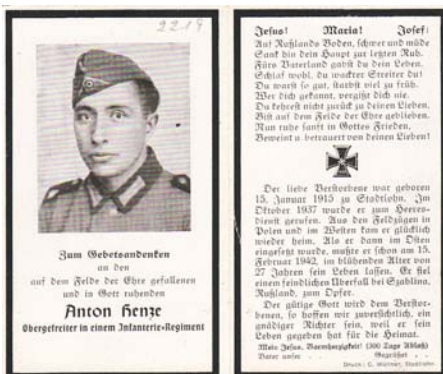 2219
Zum Gebetsandenken
an den
auf dem Felde der Ehre gefallenen
und in Gott ruhenden
Anton Henze
Obergefreiter in einem Infanterie-Regiment
Jesus! Maria! Josef!
Auf Rußlands Boden, schwer und müde
Sank hin dein Haupt zur letzten Ruh.
Fürs Vaterland gabst du dein Leben.
Schlaf wohl, du wackrer Streiter du!
Du warst so gut, starbst viel zu früh.
Wer dich gekannt, vergißt dich nie.
Du kehrest nicht zurück zu deinen Lieben,
Bist auf dem Felde der Ehre geblieben.
Nun ruhe sanft in Gottes Frieden,
Beweint u. betrauert von deinen Lieben!
Der liebe Verstorbene war geboren
15. Januar 1915 zu Stadtlohn. Im
Oktober 1937 wurde er zum Heeres-
dienst gerufen. Aus den Feldzügen in
Polen und im Westen kam er glücklich
wieder heim. Als er dann im Osten
eingesetzt wurde, mußte er schon am 15.
Februar 1942, im blühenden Alter von
27 Jahren sein Leben lassen. Er fiel
einem feindlichen Überfall bei Szablina,
Rußland, zum Opfer.
Der gütige Gott wird dem Verstor-
benen, so hoffen wir zuversichtlich, ein
gnädiger Richter sein, weil er sein
Leben gegeben hat für die Heimat.
Mein Jesus, Barmherzigkeit! (300 Tage Ablaß)
Vater unser . . Gegrüßet . .
Druck: C. Wüllner, Stadtlohn.